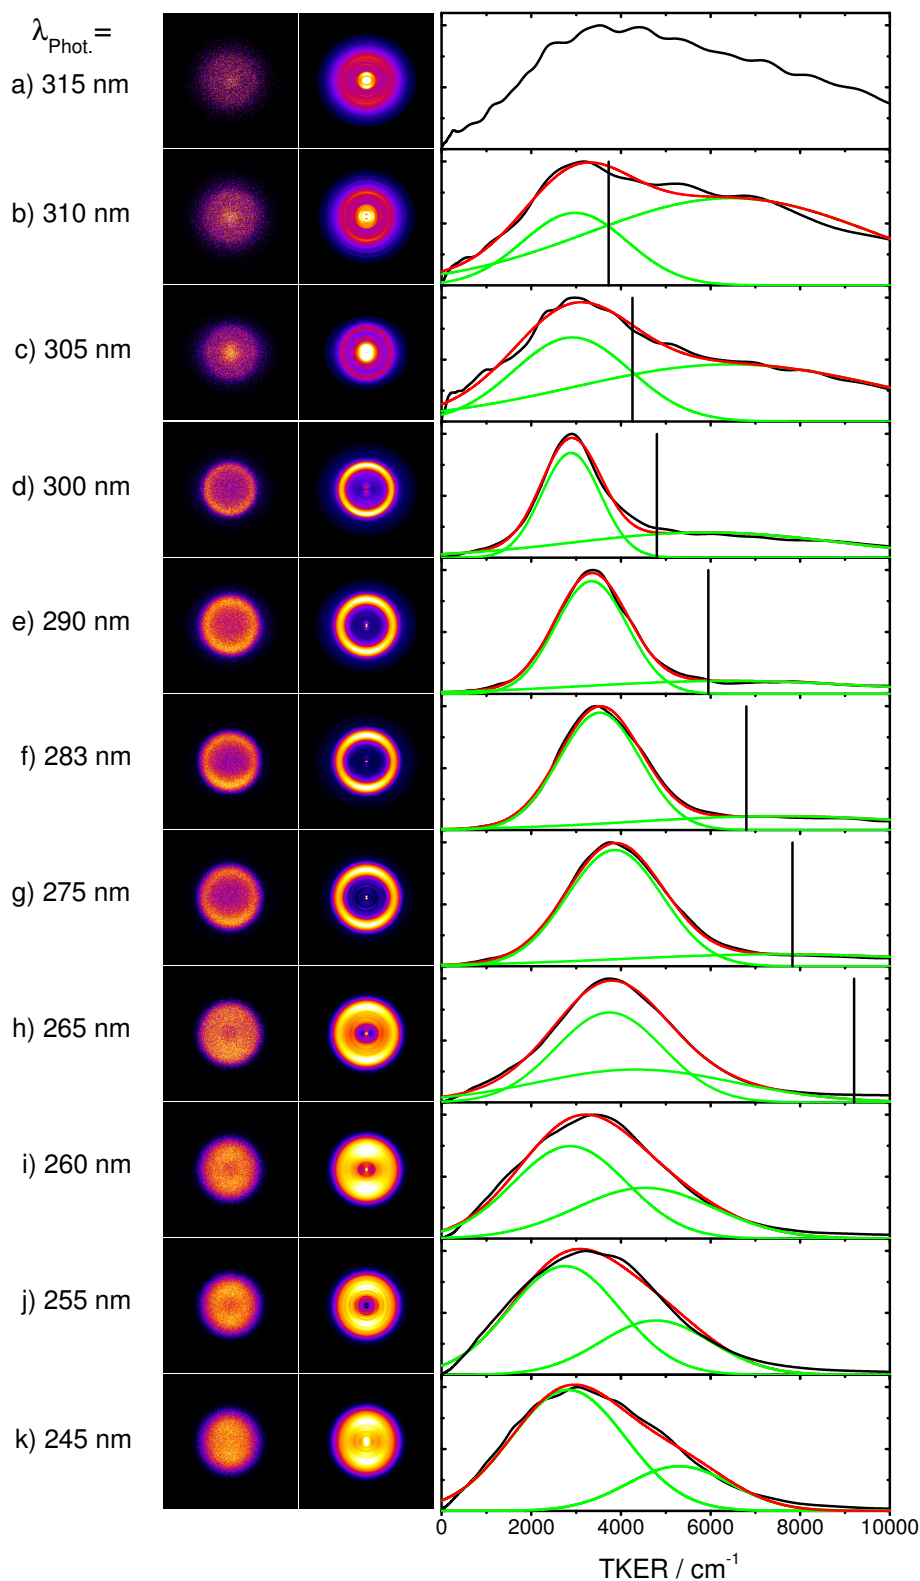 λPhot.=
a) 315 nm
b) 310 nm
c) 305 nm
d) 300 nm
e) 290 nm
f) 283 nm
g) 275 nm
h) 265 nm
i) 260 nm
j) 255 nm
k) 245 nm
0 2000 4000 6000 8000 10000
TKER / cm⁻¹